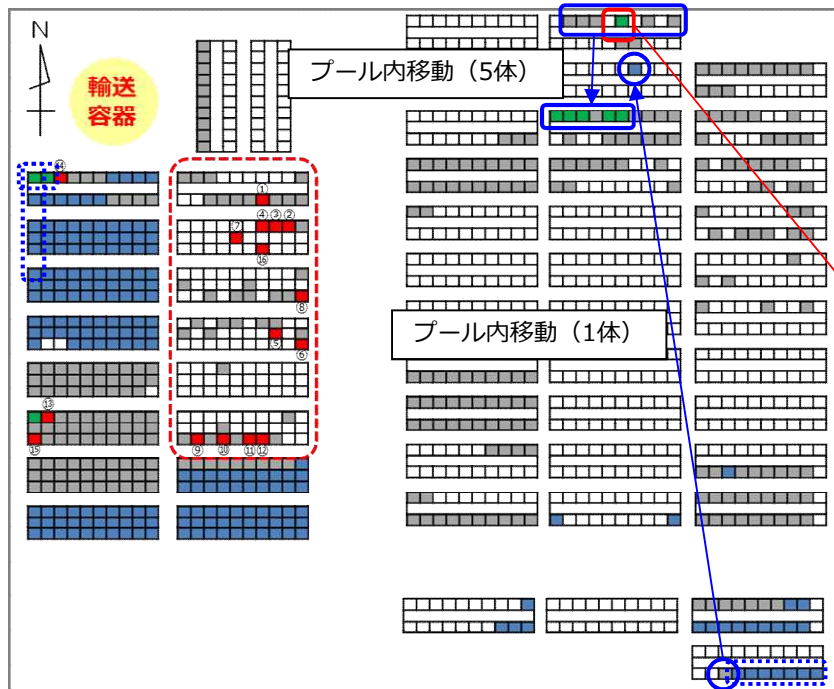 N
輸送
容器
プール内移動（5体）
⑭
①
④③②
⑦
⑯
⑧
⑤
⑥
プール内移動（1体）
⑬
⑮
⑨
⑩
⑪⑫